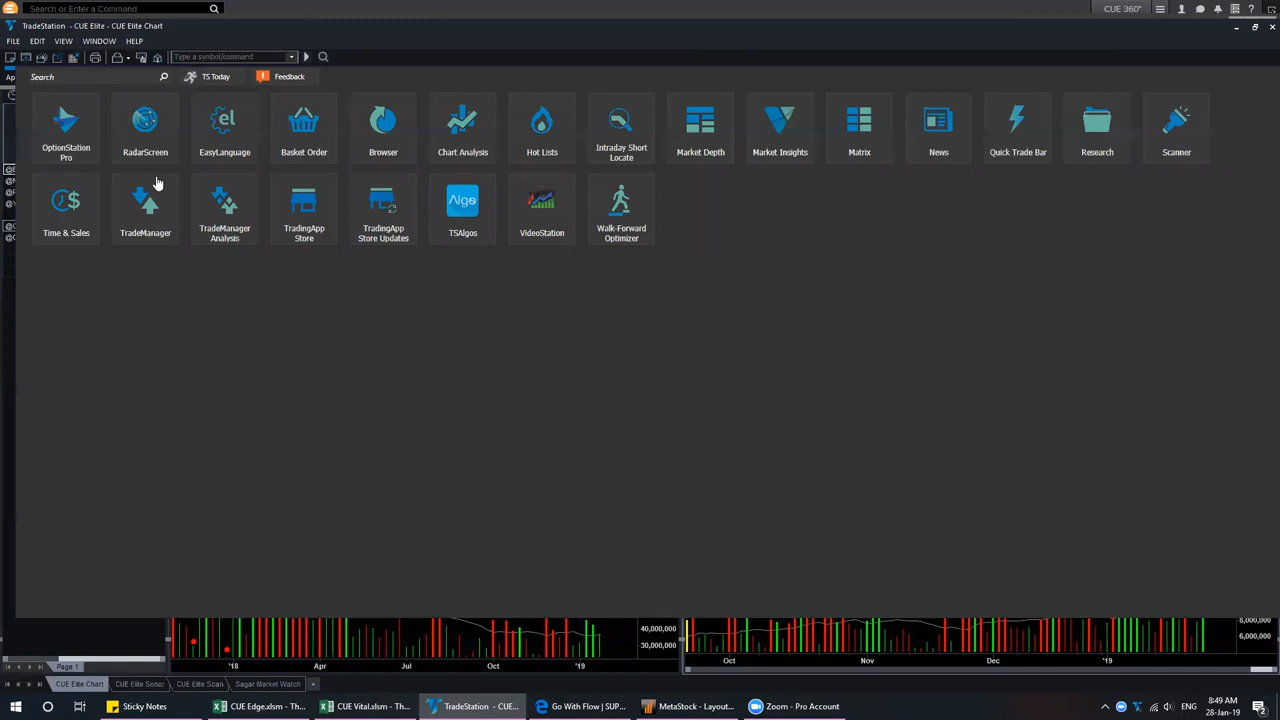 Search or Enter a Command
CUE 360°
TradeStation - CUE Elite - CUE Elite Chart
FILE EDIT VIEW WINDOW HELP
Type a symbol/command
Ap
Search
TS Today
Feedback
OptionStation Pro
RadarScreen
EasyLanguage
Basket Order
Browser
Chart Analysis
Hot Lists
Intraday Short Locate
Market Depth
Market Insights
Matrix
News
Quick Trade Bar
Research
Scanner
Time & Sales
TradeManager
TradeManager Analysis
TradingApp Store
TradingApp Store Updates
Algo
TSAlgos
VideoStation
Walk-Forward Optimizer
40,000,000
30,000,000
8,000,000
6,000,000
'18 Apr Jul Oct '19
Oct Nov Dec '19
Page 1
CUE Elite Chart CUE Elite Sonar CUE Elite Scan Sagar Market Watch +
Sticky Notes
CUE Edge.xlsm - Th...
CUE Vital.xlsm - Th...
TradeStation - CUE...
Go With Flow | SUP...
MetaStock - Layout...
Zoom - Pro Account
ENG
8:49 AM
28-Jan-19